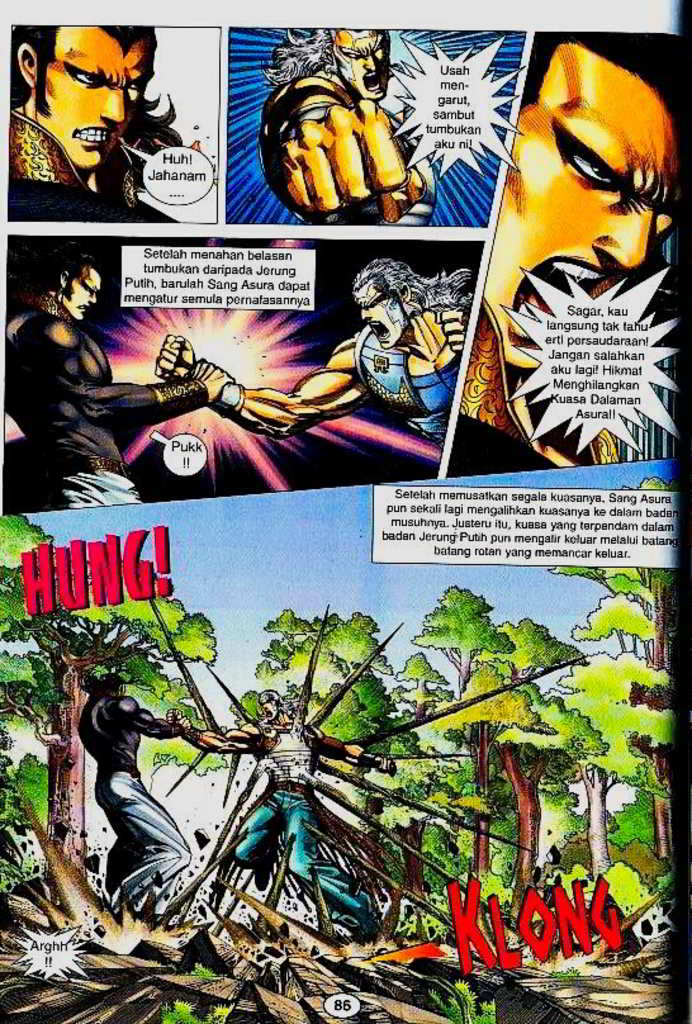 Huh!
Jahanam
....
Usah
men-
garut,
sambut
tumbukan
aku ni!
Sagar, kau
langsung tak tahu
erti persaudaraan!
Jangan salahkan
aku kalau
Menghilangkan
Kuasa Dalaman
Asura!!
Setelah menahan belasan
tumbukan daripada Jerung
Putih, barulah Sang Asura dapat
mengatur semula pernafasannya
Pukk
!!
Setelah memusatkan segala kuasanya, Sang Asura
pun sekali lagi mengalihkan kuasanya ke dalam badan
musuhnya. Justeru itu, kuasa yang terpendam dalam
badan Jerung Putih pun mengalir keluar melalui batang
batang rotan yang memancar keluar.
HUNG!
KLONG
Arghh
!!
86